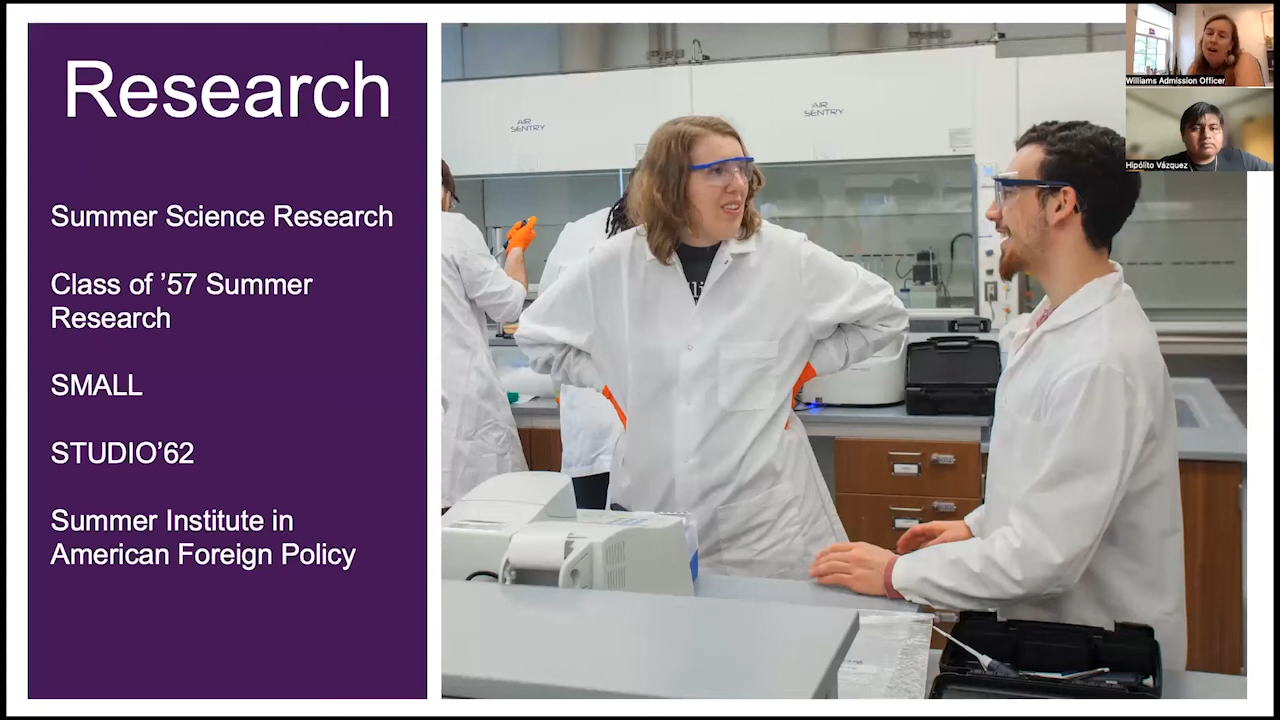 Research
Summer Science Research
Class of ’57 Summer
Research
SMALL
STUDIO’62
Summer Institute in
American Foreign Policy
AIR
SENTRY
AIR
SENTRY
Williams Admission Officer
Hipólito Vázquez